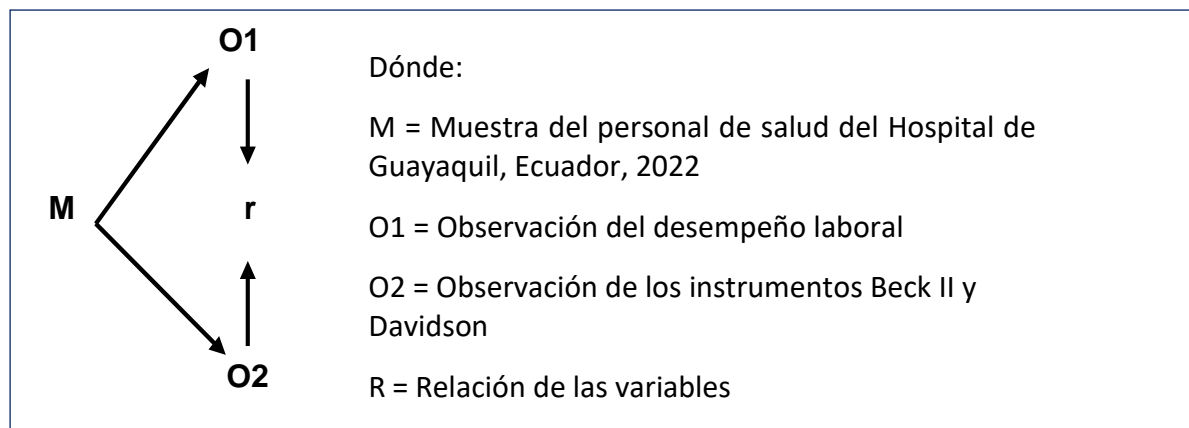 O1
M
r
O2
Dónde:
M = Muestra del personal de salud del Hospital de
Guayaquil, Ecuador, 2022
O1 = Observación del desempeño laboral
O2 = Observación de los instrumentos Beck II y
Davidson
R = Relación de las variables